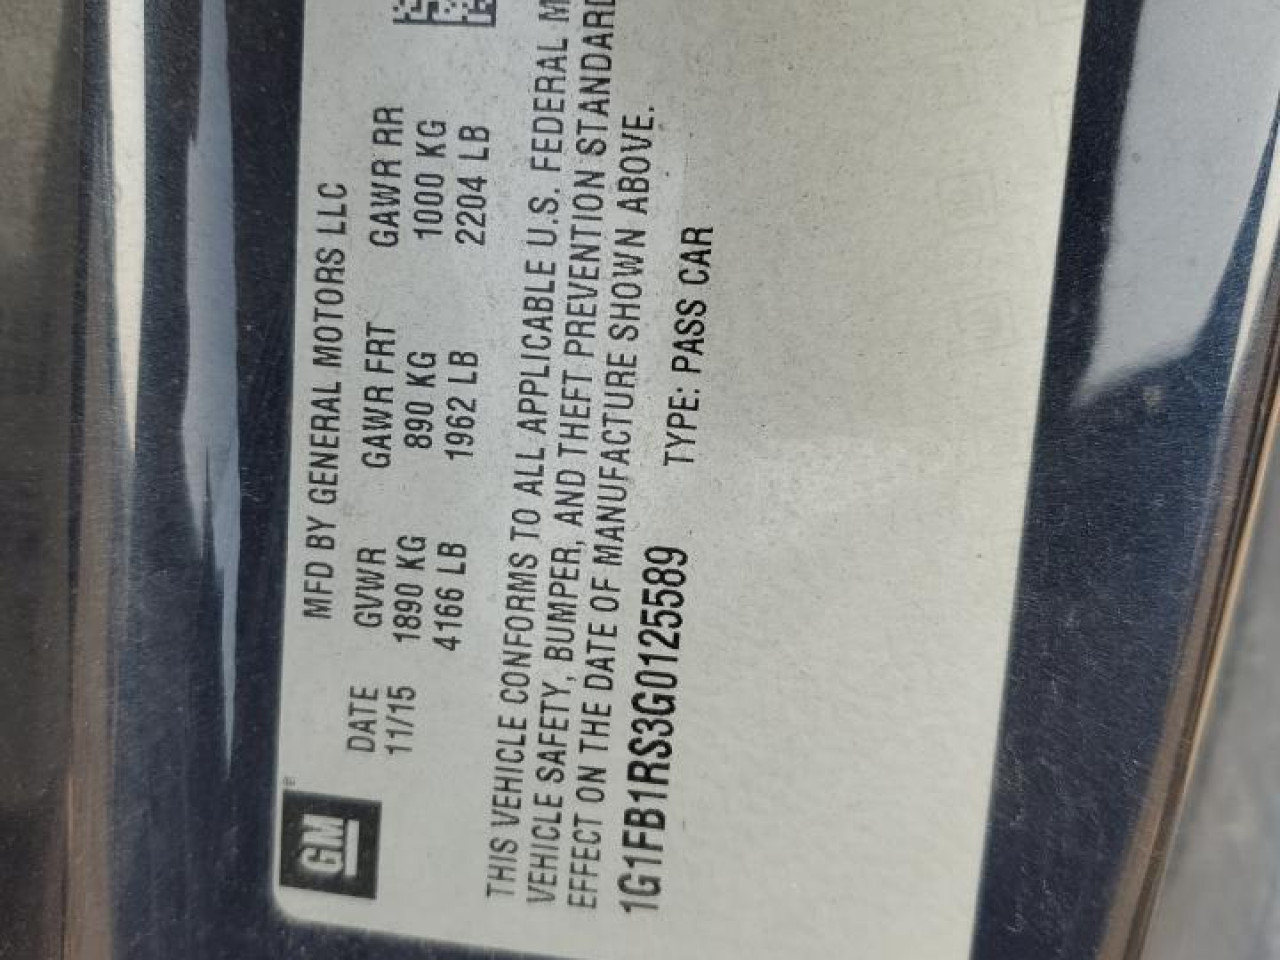 GM
MFD BY GENERAL MOTORS LLC
DATE GVWR GAWR FRT GAWR RR
11/15 1890 KG 890 KG 1000 KG
4166 LB 1962 LB 2204 LB
THIS VEHICLE CONFORMS TO ALL APPLICABLE U.S. FEDERAL M
VEHICLE SAFETY, BUMPER, AND THEFT PREVENTION STANDARD
EFFECT ON THE DATE OF MANUFACTURE SHOWN ABOVE.
1G1FB1RS3G0125589 TYPE: PASS CAR